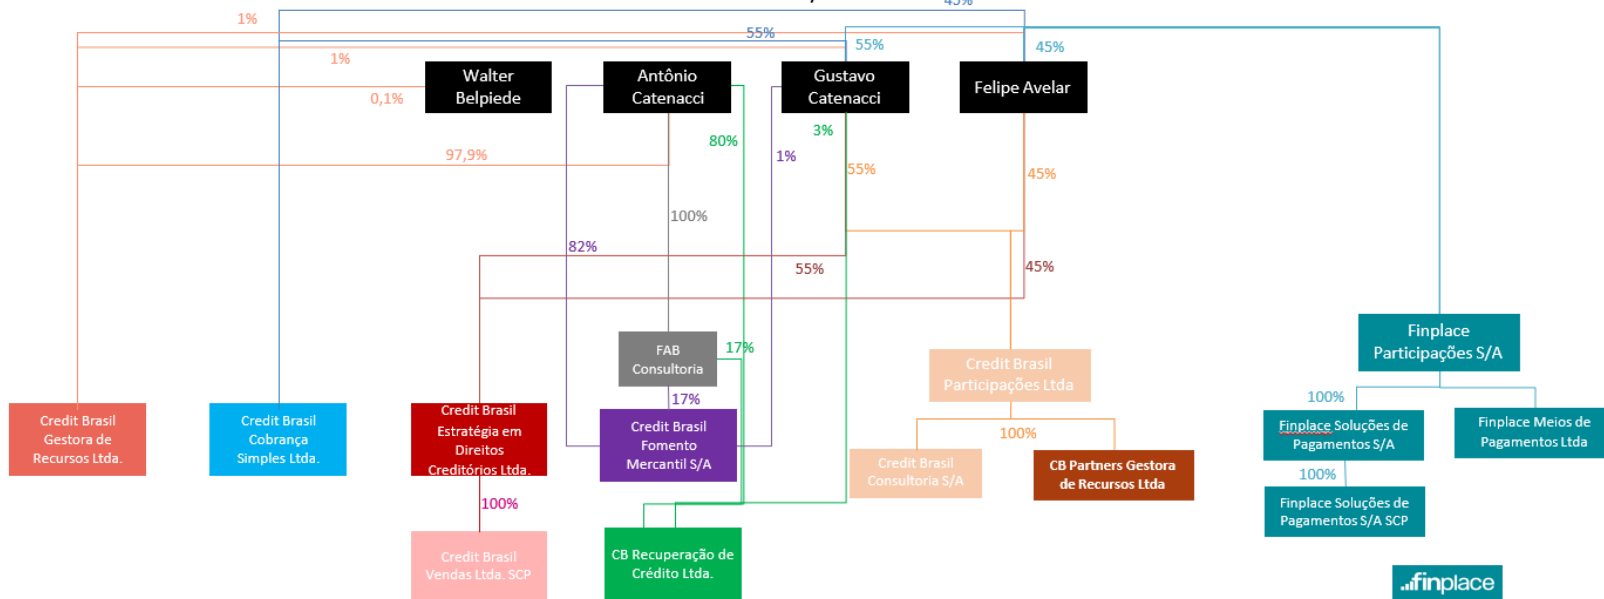 45%
1%
55%
55%
45%
1%
Walter
Belpiede
Antônio
Catenacci
Gustavo
Catenacci
Felipe Avelar
0,1%
3%
80%
97,9%
1%
55%
45%
100%
82%
55%
45%
FAB
Consultoria
17%
17%
Credit Brasil
Participações Ltda
Finplace
Participações S/A
100%
Credit Brasil
Gestora de
Recursos Ltda.
Credit Brasil
Cobrança
Simples Ltda.
Credit Brasil
Estratégia em
Direitos
Creditórios Ltda.
Credit Brasil
Fomento
Mercantil S/A
100%
Credit Brasil
Consultoria S/A
CB Partners Gestora
de Recursos Ltda
Finplace Soluções de
Pagamentos S/A
Finplace Meios de
Pagamentos Ltda
100%
100%
Finplace Soluções de
Pagamentos S/A SCP
Credit Brasil
Vendas Ltda. SCP
CB Recuperação de
Crédito Ltda.
finplace